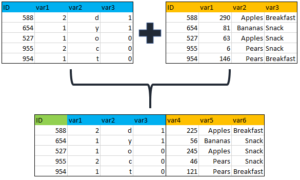 ID var1 var2 var3
588 2 d 1
654 1 y 1
527 1 o 0
955 2 c 0
954 1 t 0
ID var1 var2 var3
588 290 Apples Breakfast
654 81 Bananas Snack
527 63 Apples Snack
955 6 Pears Snack
954 146 Pears Breakfast
ID var1 var2 var3 var4 var5 var6
588 2 d 1 225 Apples Breakfast
654 1 y 1 56 Bananas Snack
527 1 o 0 245 Apples Snack
955 2 c 0 46 Pears Snack
954 1 t 0 121 Pears Breakfast